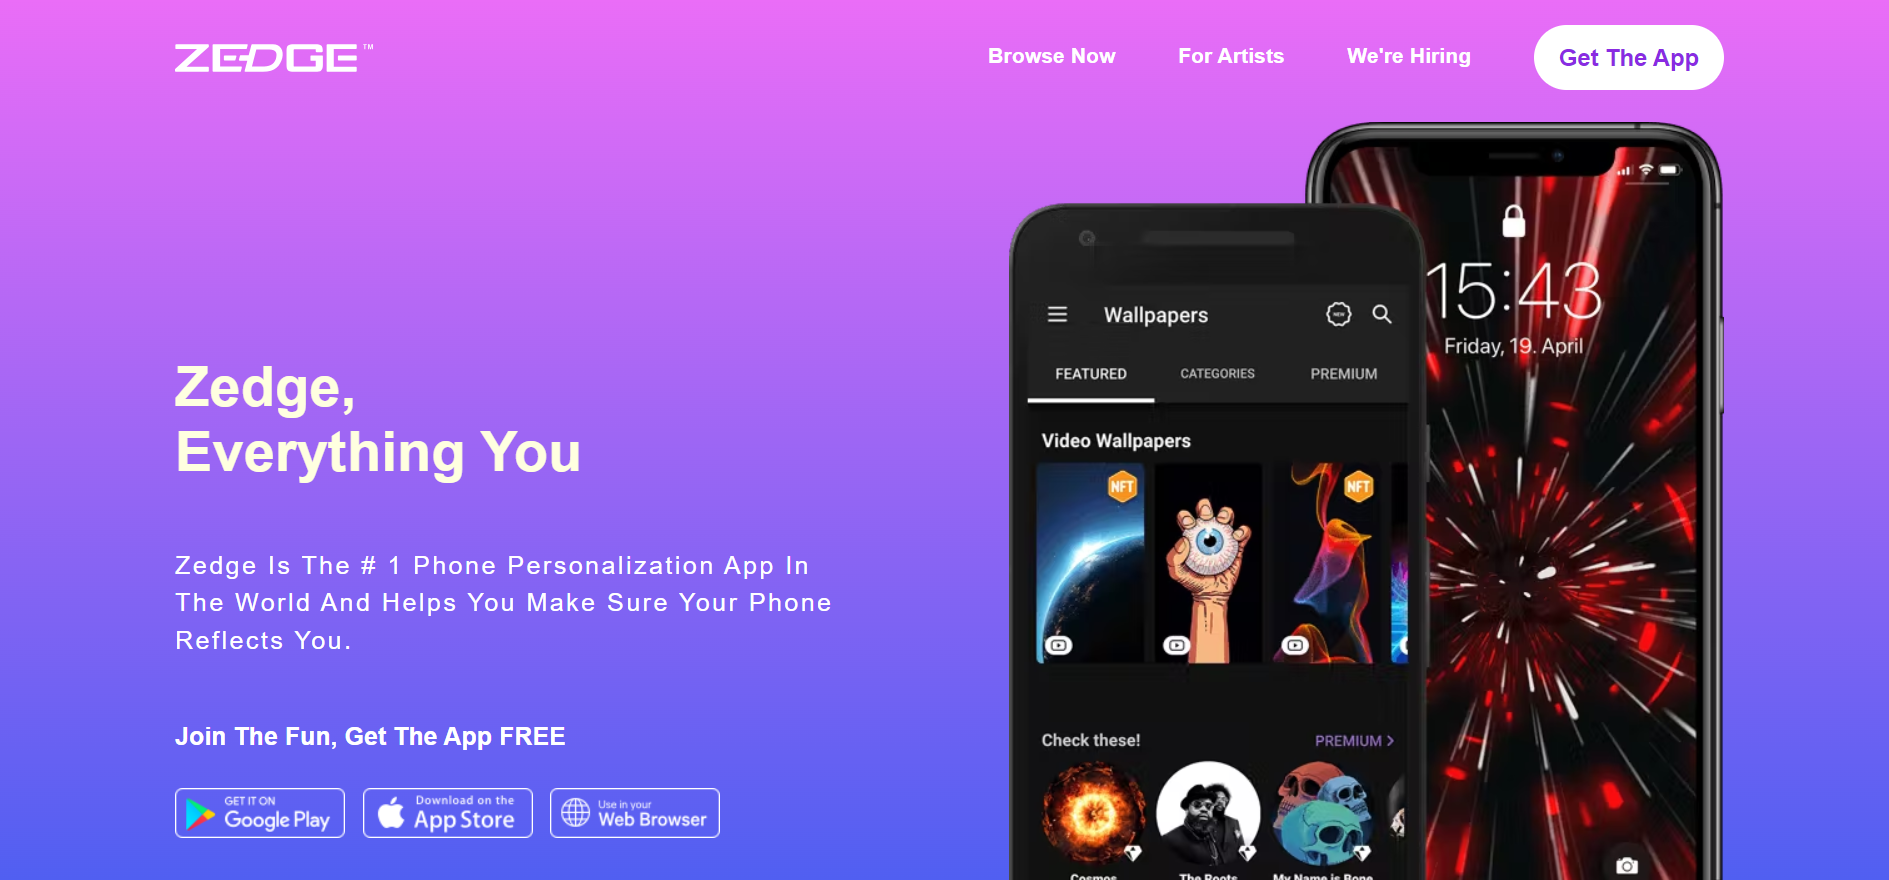 ZEDGE™
Browse Now
For Artists
We're Hiring
Get The App
Zedge,
Everything You
Zedge Is The # 1 Phone Personalization App In
The World And Helps You Make Sure Your Phone
Reflects You.
Join The Fun, Get The App FREE
GET IT ON
Google Play
Download on the
App Store
Use in your
Web Browser
Wallpapers
NEW
FEATURED
CATEGORIES
PREMIUM
Video Wallpapers
NFT
NFT
Check these!
PREMIUM >
Cosmos
The Roots
My Name is Bone
15:43
Friday, 19. April